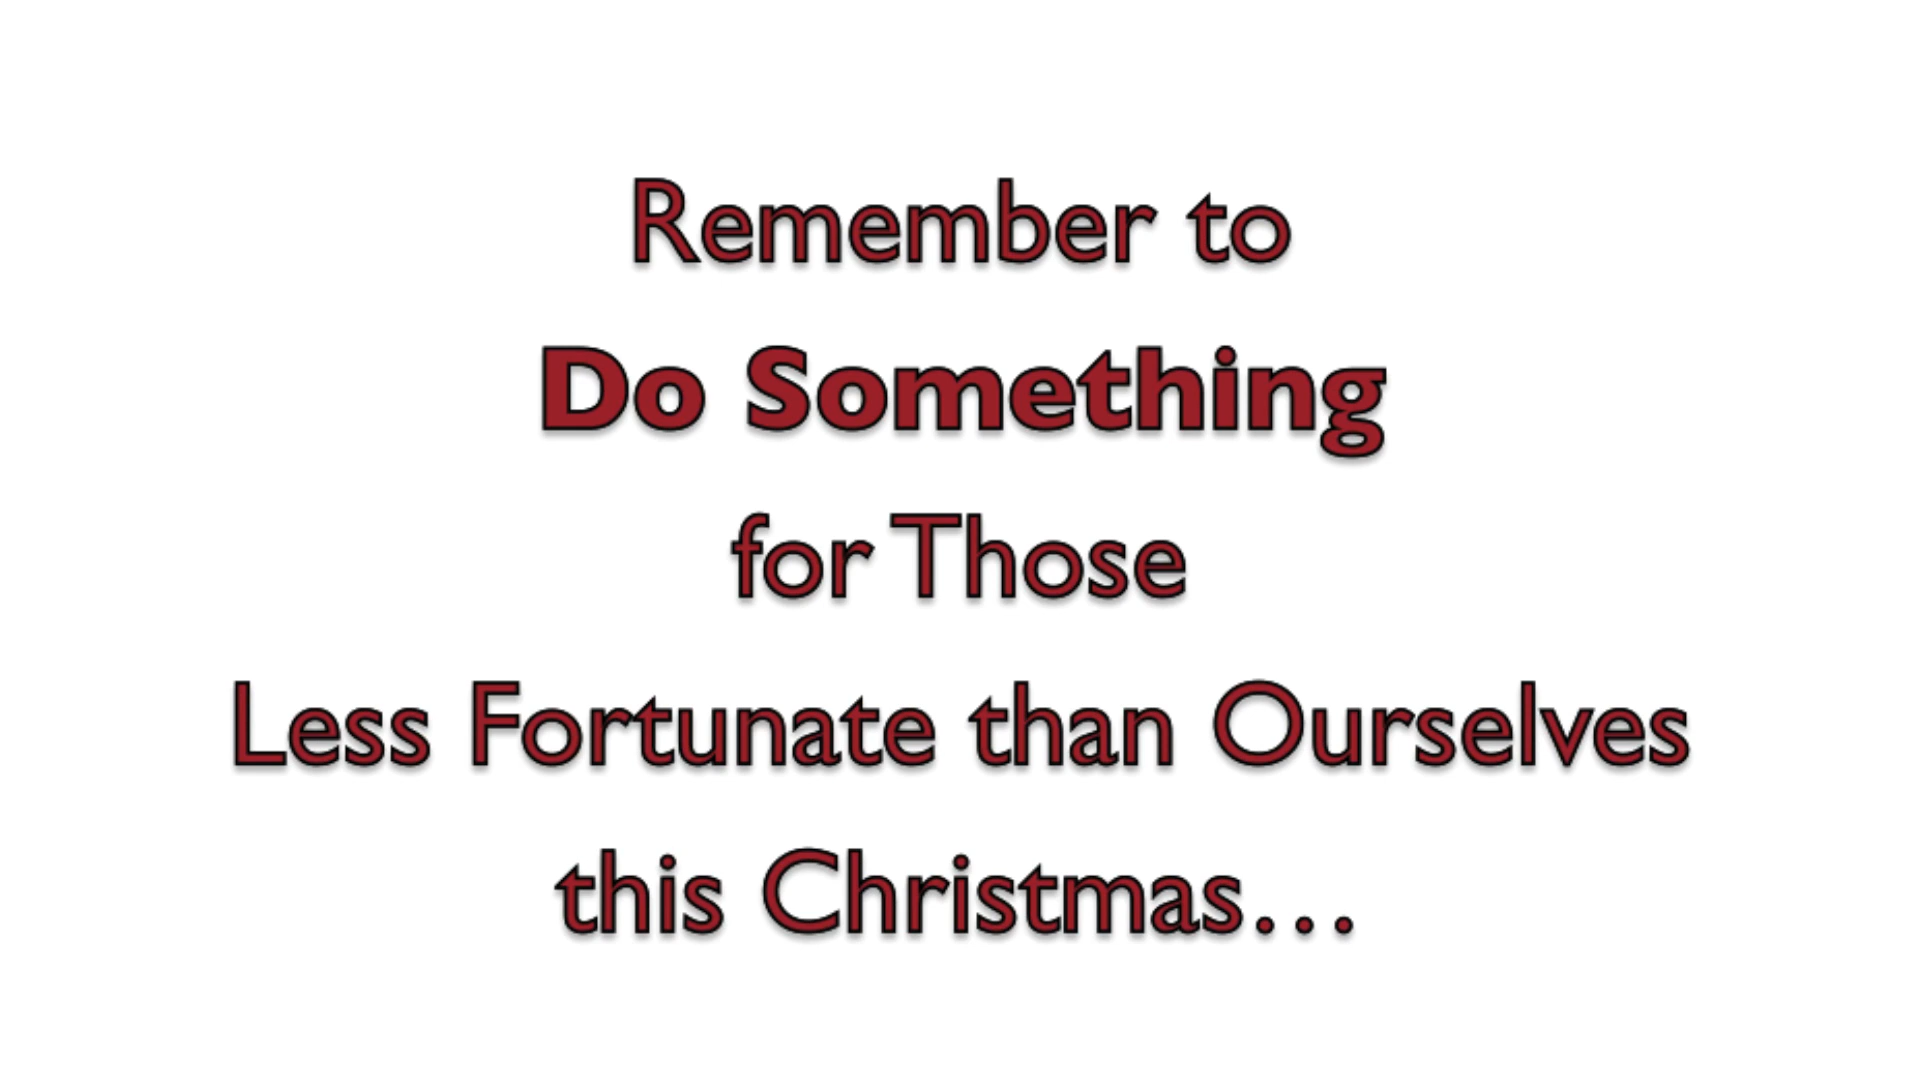 Remember to
Do Something
for Those
Less Fortunate than Ourselves
this Christmas…